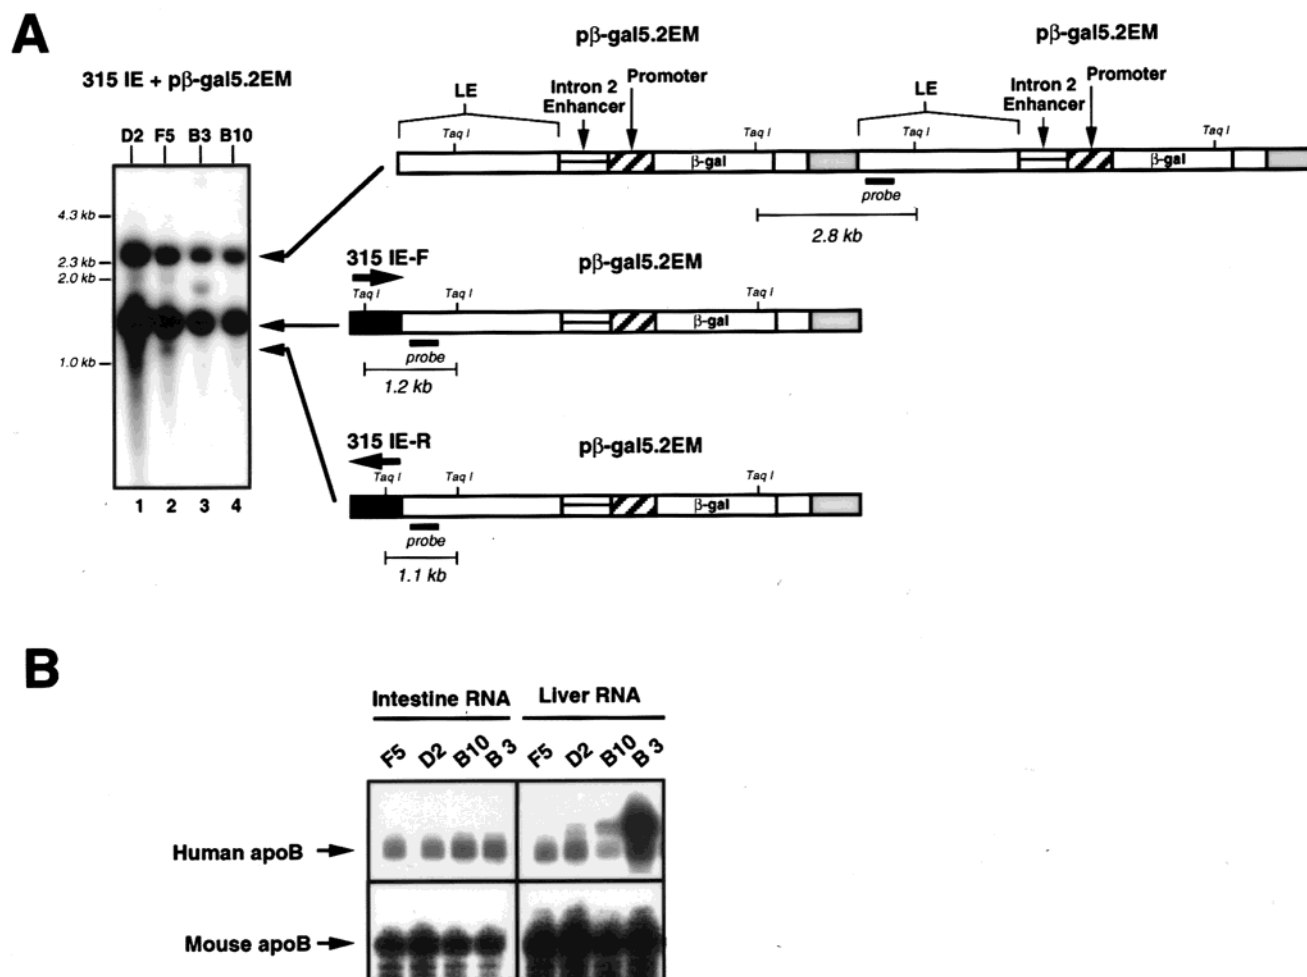 A
315 IE + pβ-gal5.2EM
D2 F5 B3 B10
4.3 kb
2.3 kb
2.0 kb
1.0 kb
1 2 3 4
pβ-gal5.2EM pβ-gal5.2EM
LE Intron 2 Enhancer Promoter LE Intron 2 Enhancer Promoter
Taq I Taq I Taq I Taq I
β-gal β-gal
probe
2.8 kb
315 IE-F pβ-gal5.2EM
Taq I Taq I Taq I
β-gal
probe
1.2 kb
315 IE-R pβ-gal5.2EM
Taq I Taq I Taq I
β-gal
probe
1.1 kb
B
Intestine RNA Liver RNA
F5 D2 B10 B 3 F5 D2 B10 B 3
Human apoB
Mouse apoB